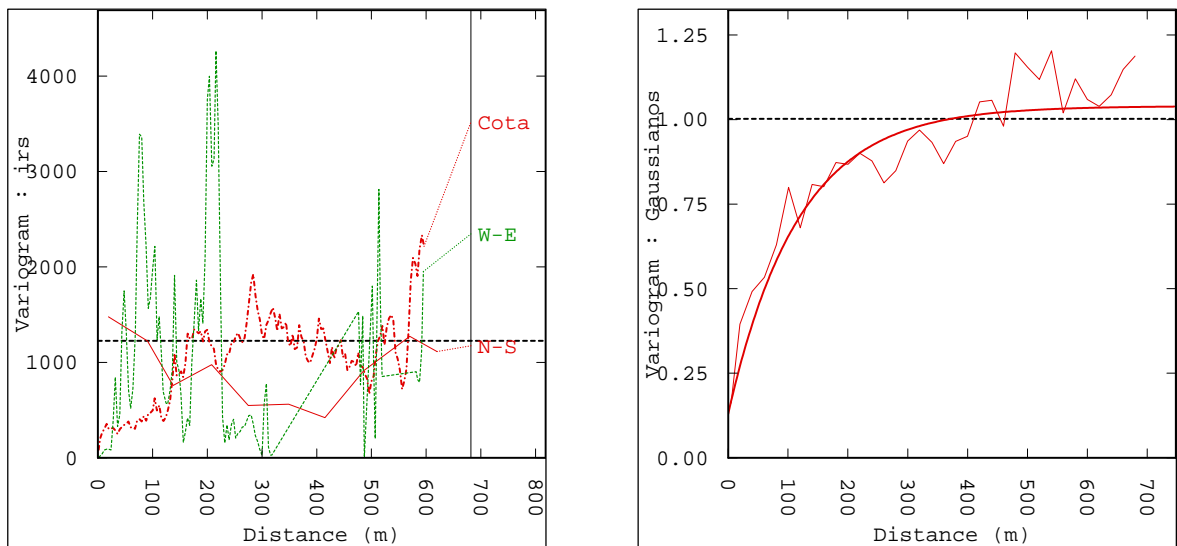 4000
3000
2000
1000
0
Variogram : irs
Cota
W-E
N-S
0 100 200 300 400 500 600 700 800
Distance (m)
1.25
1.00
0.75
0.50
0.25
0.00
Variogram : Gaussianos
0 100 200 300 400 500 600 700
Distance (m)